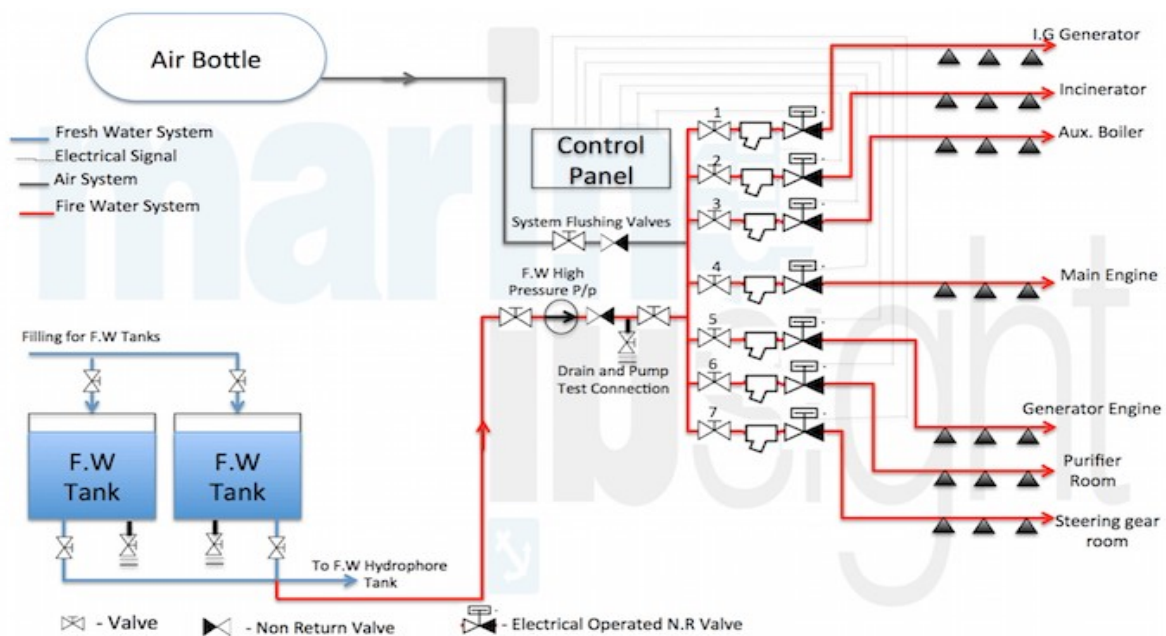 Air Bottle
I.G Generator
Incinerator
Aux. Boiler
Fresh Water System
Electrical Signal
Air System
Fire Water System
Control
Panel
1
2
3
4
5
6
7
System Flushing Valves
F.W High
Pressure P/p
Main Engine
Drain and Pump
Test Connection
Filling for F.W Tanks
F.W
Tank
F.W
Tank
Generator Engine
Purifier
Room
Steering gear
room
To F.W Hydrophore
Tank
- Valve
- Non Return Valve
- Electrical Operated N.R Valve
marine
insight